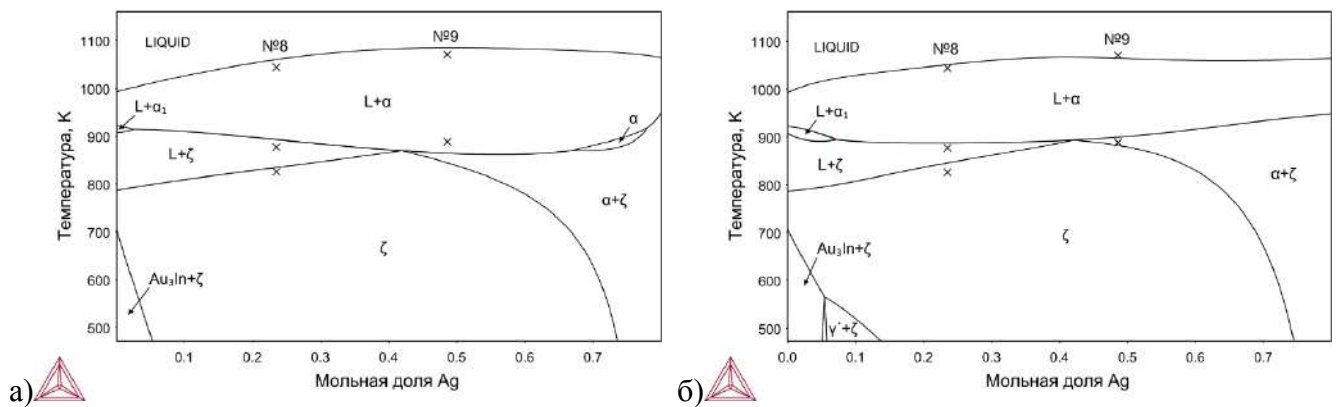 1100
1000
900
800
700
600
500
Температура, K
LIQUID
№8
№9
L+α
L+α₁
α
L+ζ
α+ζ
ζ
Au₃In+ζ
0.1 0.2 0.3 0.4 0.5 0.6 0.7
Мольная доля Ag
а)
1100
1000
900
800
700
600
500
Температура, K
LIQUID
№8
№9
L+α
L+α₁
L+ζ
α+ζ
ζ
Au₃In+ζ
γ´+ζ
0.0 0.1 0.2 0.3 0.4 0.5 0.6 0.7
Мольная доля Ag
б)